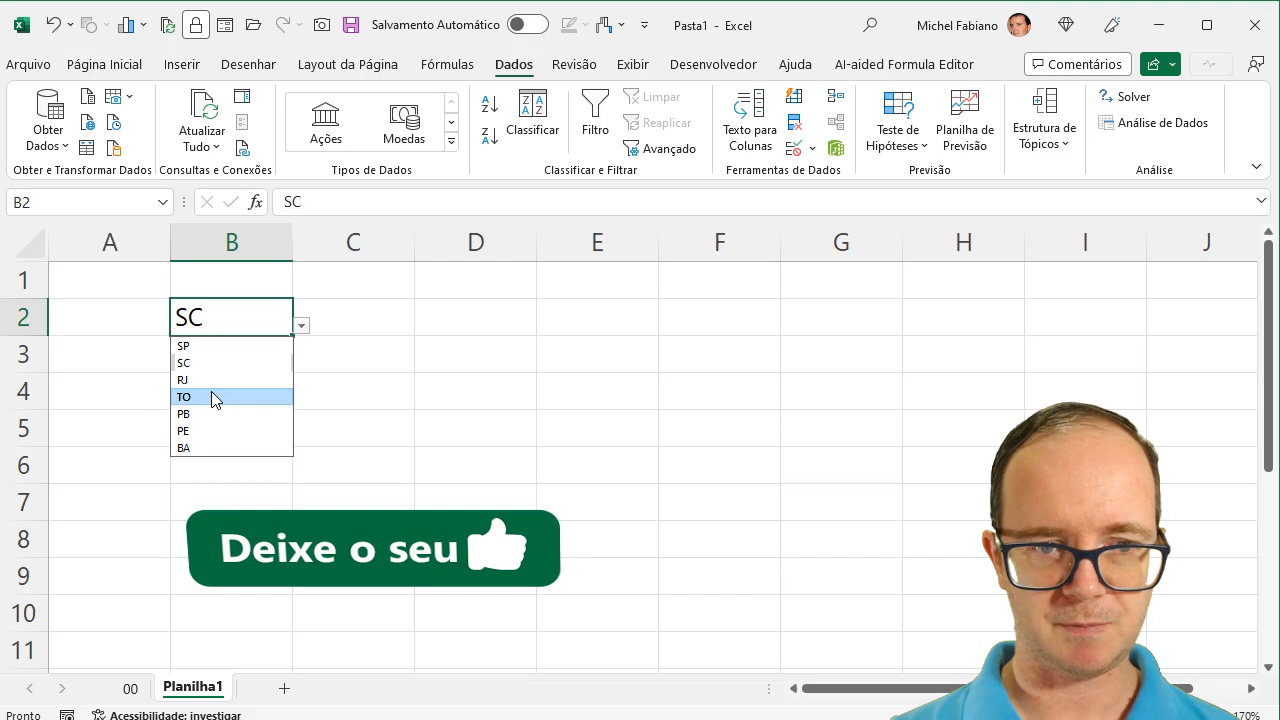 Salvamento Automático
Pasta1 - Excel
Michel Fabiano
Arquivo Página Inicial Inserir Desenhar Layout da Página Fórmulas Dados Revisão Exibir Desenvolvedor Ajuda AI-aided Formula Editor Comentários
Obter Dados
Atualizar Tudo
Ações
Moedas
Classificar
Filtro
Limpar
Reaplicar
Avançado
Texto para Colunas
Teste de Hipóteses
Planilha de Previsão
Estrutura de Tópicos
Solver
Análise de Dados
Obter e Transformar Dados Consultas e Conexões Tipos de Dados Classificar e Filtrar Ferramentas de Dados Previsão Análise
B2 fx SC
A B C D E F G H I J
1
2 SC
SP
3
SC
RJ
4
TO
PB
5
PE
BA
6
7
8
Deixe o seu
9
10
11
00 Planilha1
Pronto Acessibilidade: investigar 170%